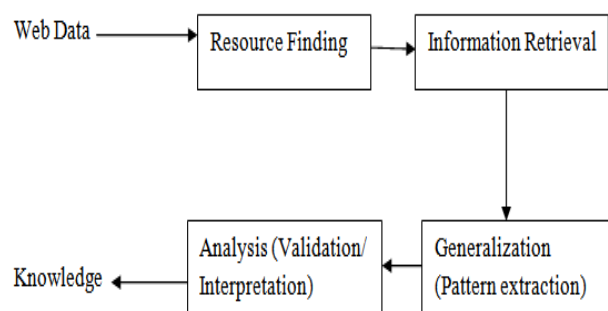 Web Data
Resource Finding
Information Retrieval
Generalization
(Pattern extraction)
Analysis (Validation/
Interpretation)
Knowledge